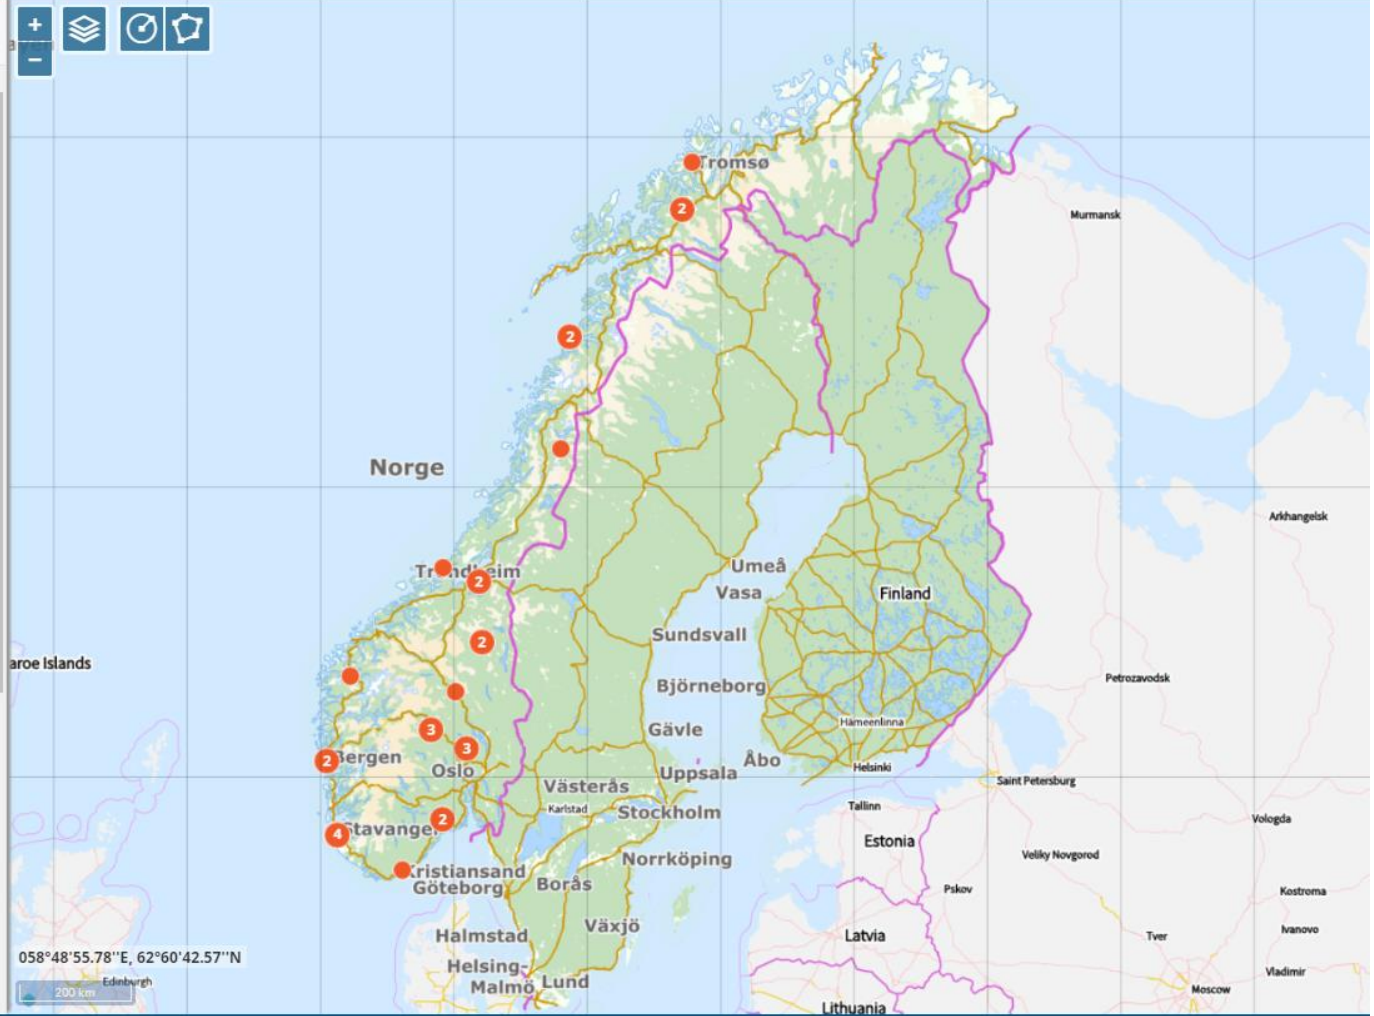 +
−
Tromsø
Murmansk
2
2
Norge
Arkhangelsk
Trondheim
2
Umeå
Vasa
Finland
Sundsvall
2
aroe Islands
Björneborg
Petrozavodsk
Hämeenlinna
3
Gävle
3
2
Bergen
Oslo
Uppsala
Åbo
Helsinki
Saint Petersburg
Västerås
Karlstad
Stockholm
Tallinn
2
4
Stavanger
Vologda
Estonia
Norrköping
Veliky Novgorod
Kristiansand
Göteborg
Borås
Pskov
Kostroma
Växjö
Halmstad
Latvia
Tver
Ivanovo
058°48'55.78''E, 62°60'42.57''N
Helsing-
Malmö
Lund
Edinburgh
200 km
Vladimir
Moscow
Lithuania